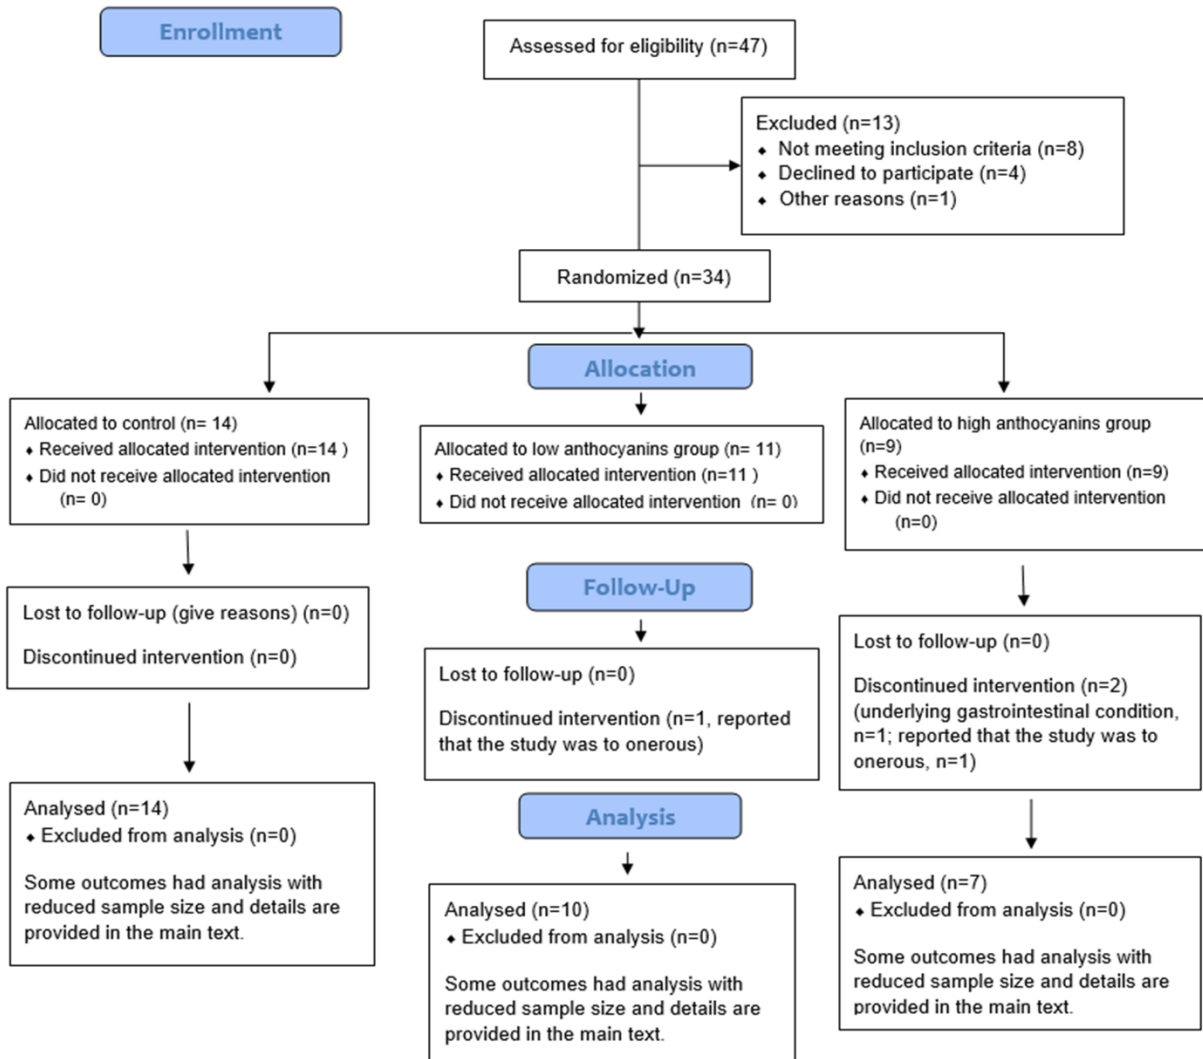 Enrollment
Assessed for eligibility (n=47)
Excluded (n=13)
♦ Not meeting inclusion criteria (n=8)
♦ Declined to participate (n=4)
♦ Other reasons (n=1)
Randomized (n=34)
Allocation
Allocated to control (n= 14)
♦ Received allocated intervention (n=14 )
♦ Did not receive allocated intervention
(n= 0)
Allocated to low anthocyanins group (n= 11)
♦ Received allocated intervention (n=11 )
♦ Did not receive allocated intervention (n= 0)
Allocated to high anthocyanins group
(n=9)
♦ Received allocated intervention (n=9)
♦ Did not receive allocated intervention
(n=0)
Follow-Up
Lost to follow-up (give reasons) (n=0)
Discontinued intervention (n=0)
Lost to follow-up (n=0)
Discontinued intervention (n=1, reported
that the study was to onerous)
Lost to follow-up (n=0)
Discontinued intervention (n=2)
(underlying gastrointestinal condition,
n=1; reported that the study was to
onerous, n=1)
Analysis
Analysed (n=14)
♦ Excluded from analysis (n=0)
Some outcomes had analysis with
reduced sample size and details are
provided in the main text.
Analysed (n=10)
♦ Excluded from analysis (n=0)
Some outcomes had analysis with
reduced sample size and details are
provided in the main text.
Analysed (n=7)
♦ Excluded from analysis (n=0)
Some outcomes had analysis with
reduced sample size and details are
provided in the main text.